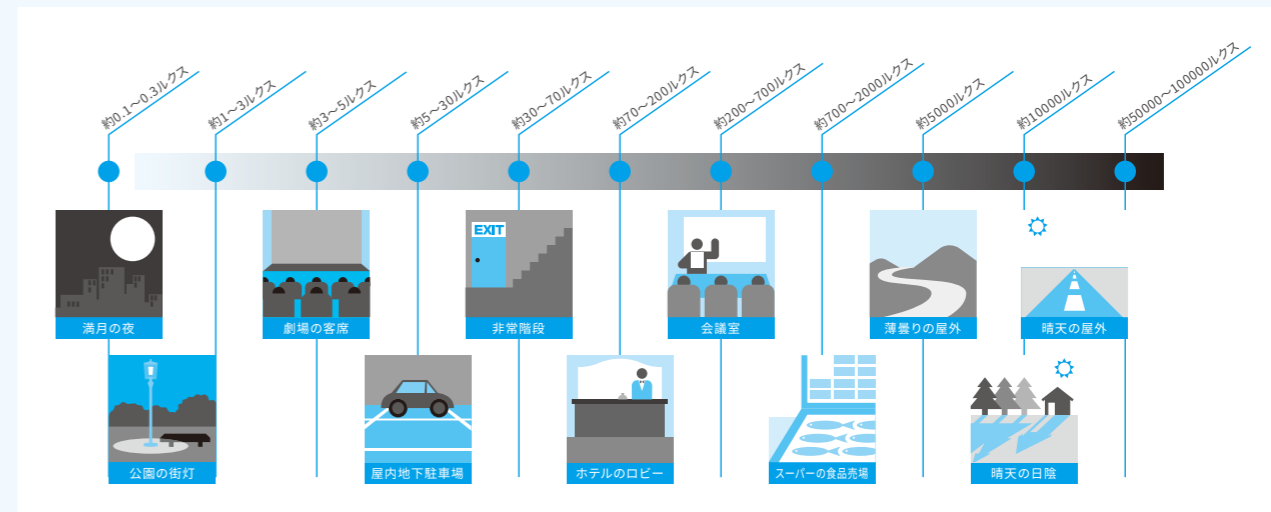 約0.1～0.3ルクス
約1～3ルクス
約3～5ルクス
約5～30ルクス
約30～70ルクス
約70～200ルクス
約200～700ルクス
約700～2000ルクス
約5000ルクス
約10000ルクス
約50000～100000ルクス
EXIT
満月の夜
劇場の客席
非常階段
会議室
薄曇りの屋外
晴天の屋外
公園の街灯
屋内地下駐車場
ホテルのロビー
スーパーの食品売場
晴天の日陰